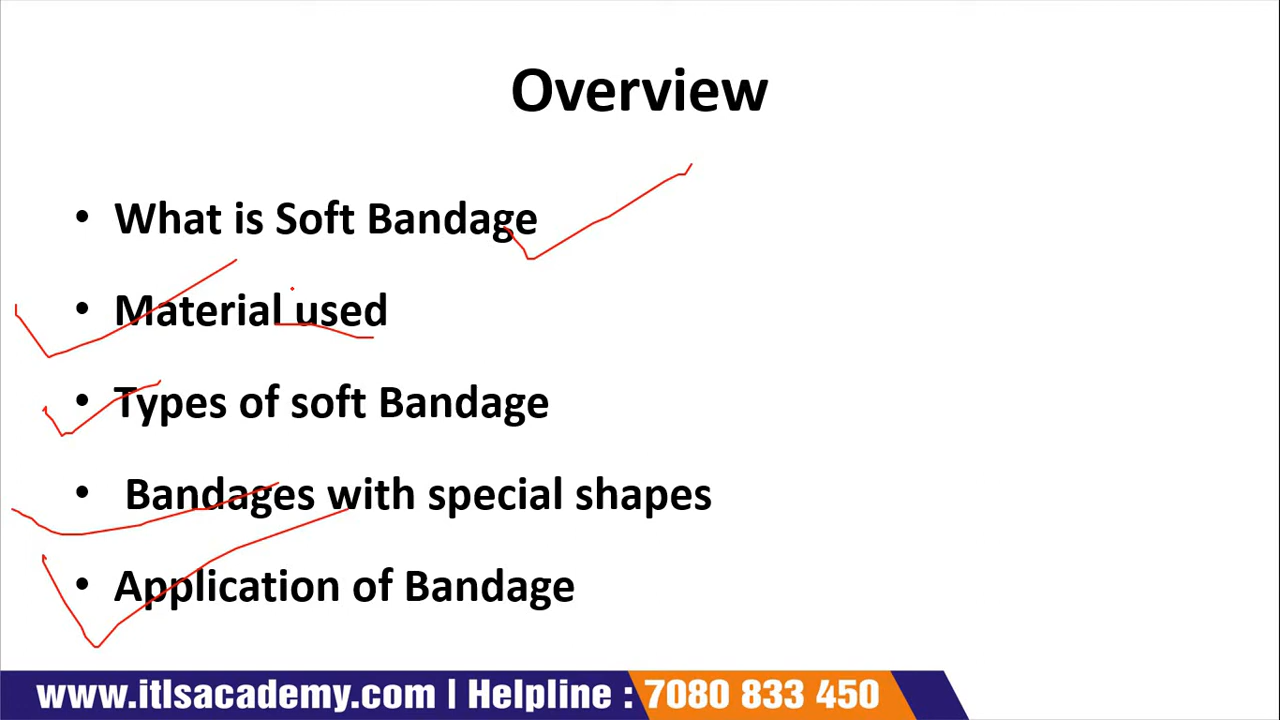 Overview
• What is Soft Bandage
• Material used
• Types of soft Bandage
• Bandages with special shapes
• Application of Bandage
www.itlsacademy.com | Helpline : 7080 833 450